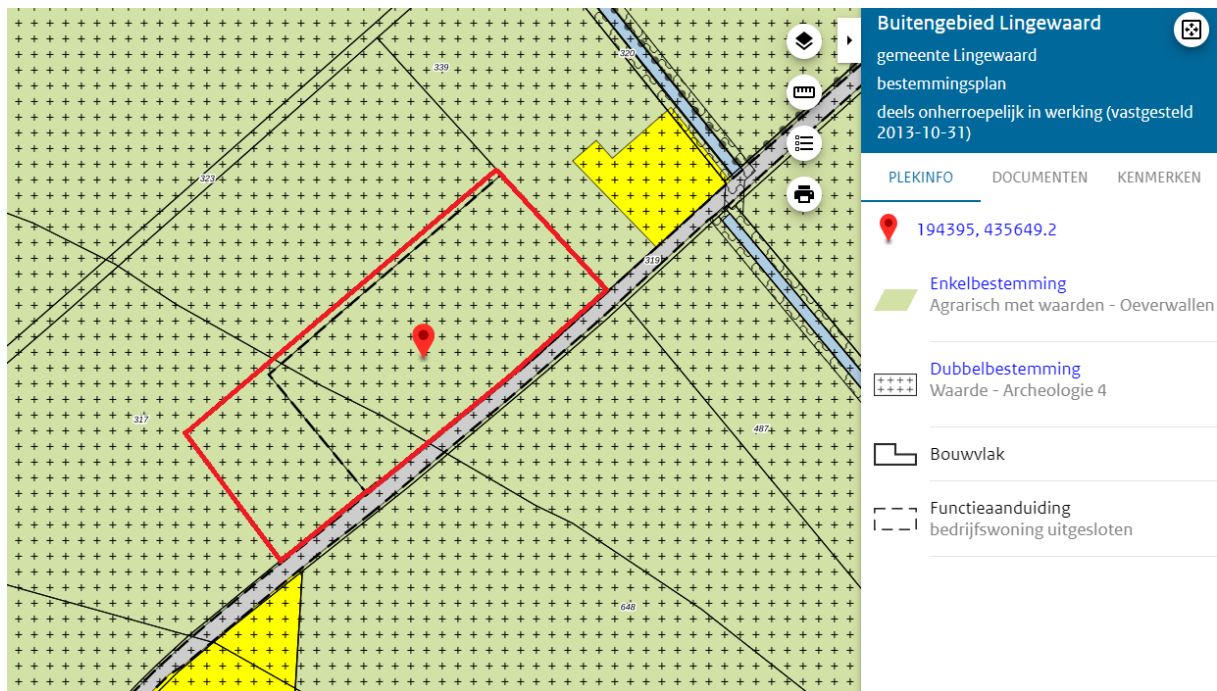 Buitengebied Lingewaard
gemeente Lingewaard
bestemmingsplan
deels onherroepelijk in werking (vastgesteld
2013-10-31)
PLEKINFO DOCUMENTEN KENMERKEN
194395, 435649.2
Enkelbestemming
Agrarisch met waarden - Oeverwallen
Dubbelbestemming
Waarde - Archeologie 4
Bouwvlak
Functieaanduiding
bedrijfswoning uitgesloten
320
339
323
319
317
487
648